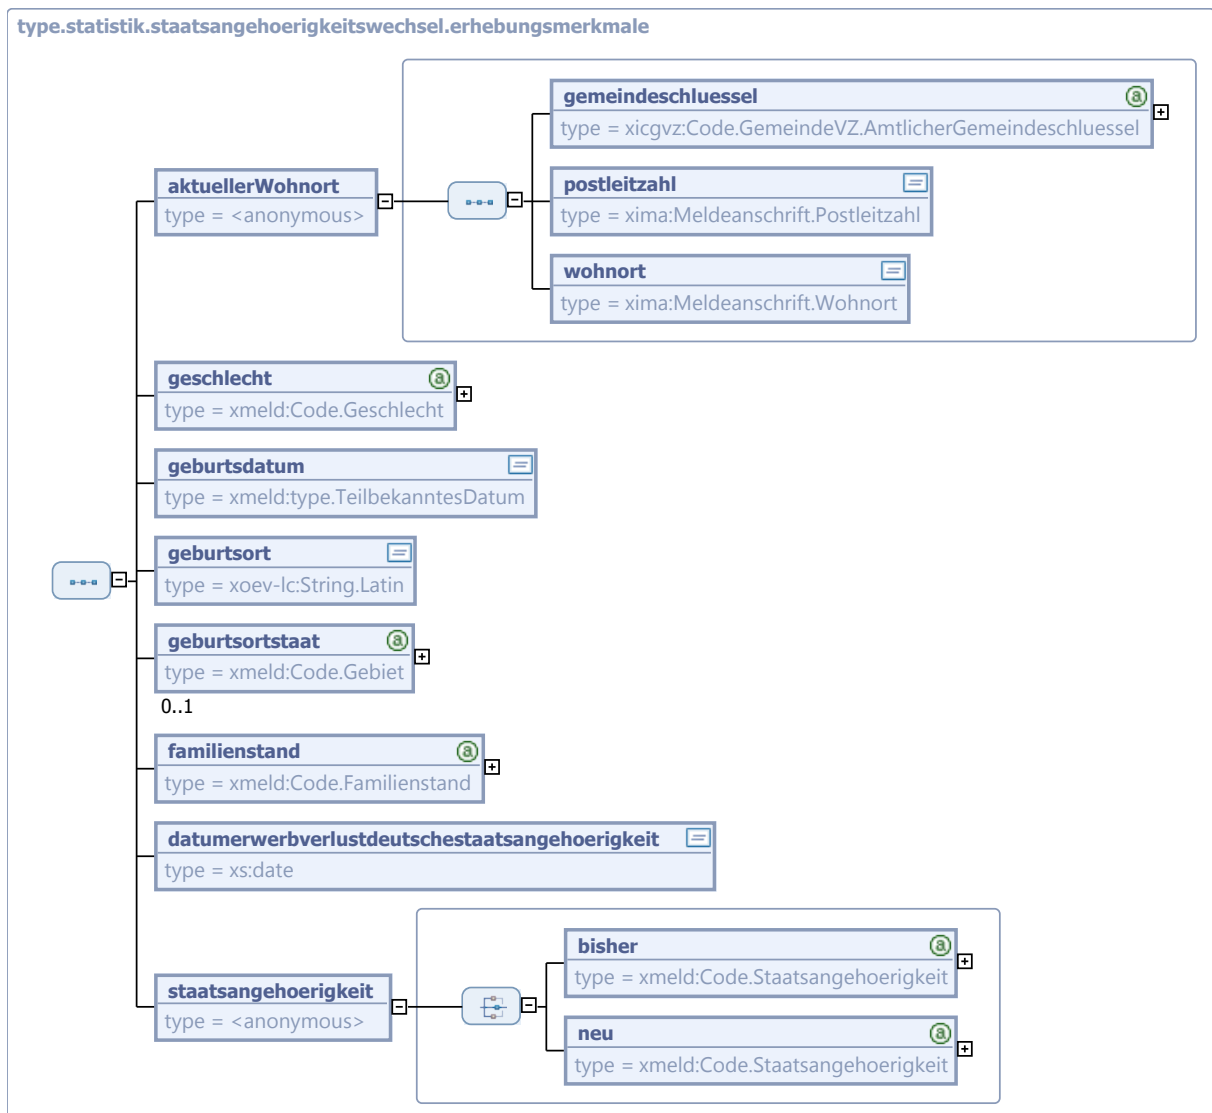 type.statistik.staatsangehoerigkeitswechsel.erhebungsmerkmale
gemeindeschluessel
type = xicgvz:Code.GemeindeVZ.AmtlicherGemeindeschluessel
aktuellerWohnort
type = <anonymous>
postleitzahl
type = xima:Meldeanschrift.Postleitzahl
wohnort
type = xima:Meldeanschrift.Wohnort
geschlecht
type = xmeld:Code.Geschlecht
geburtsdatum
type = xmeld:type.TeilbekanntesDatum
geburtsort
type = xoev-lc:String.Latin
geburtsortstaat
type = xmeld:Code.Gebiet
0..1
familienstand
type = xmeld:Code.Familienstand
datumerwerbverlustdeutschestaatsangehoerigkeit
type = xs:date
staatsangehoerigkeit
type = <anonymous>
bisher
type = xmeld:Code.Staatsangehoerigkeit
neu
type = xmeld:Code.Staatsangehoerigkeit